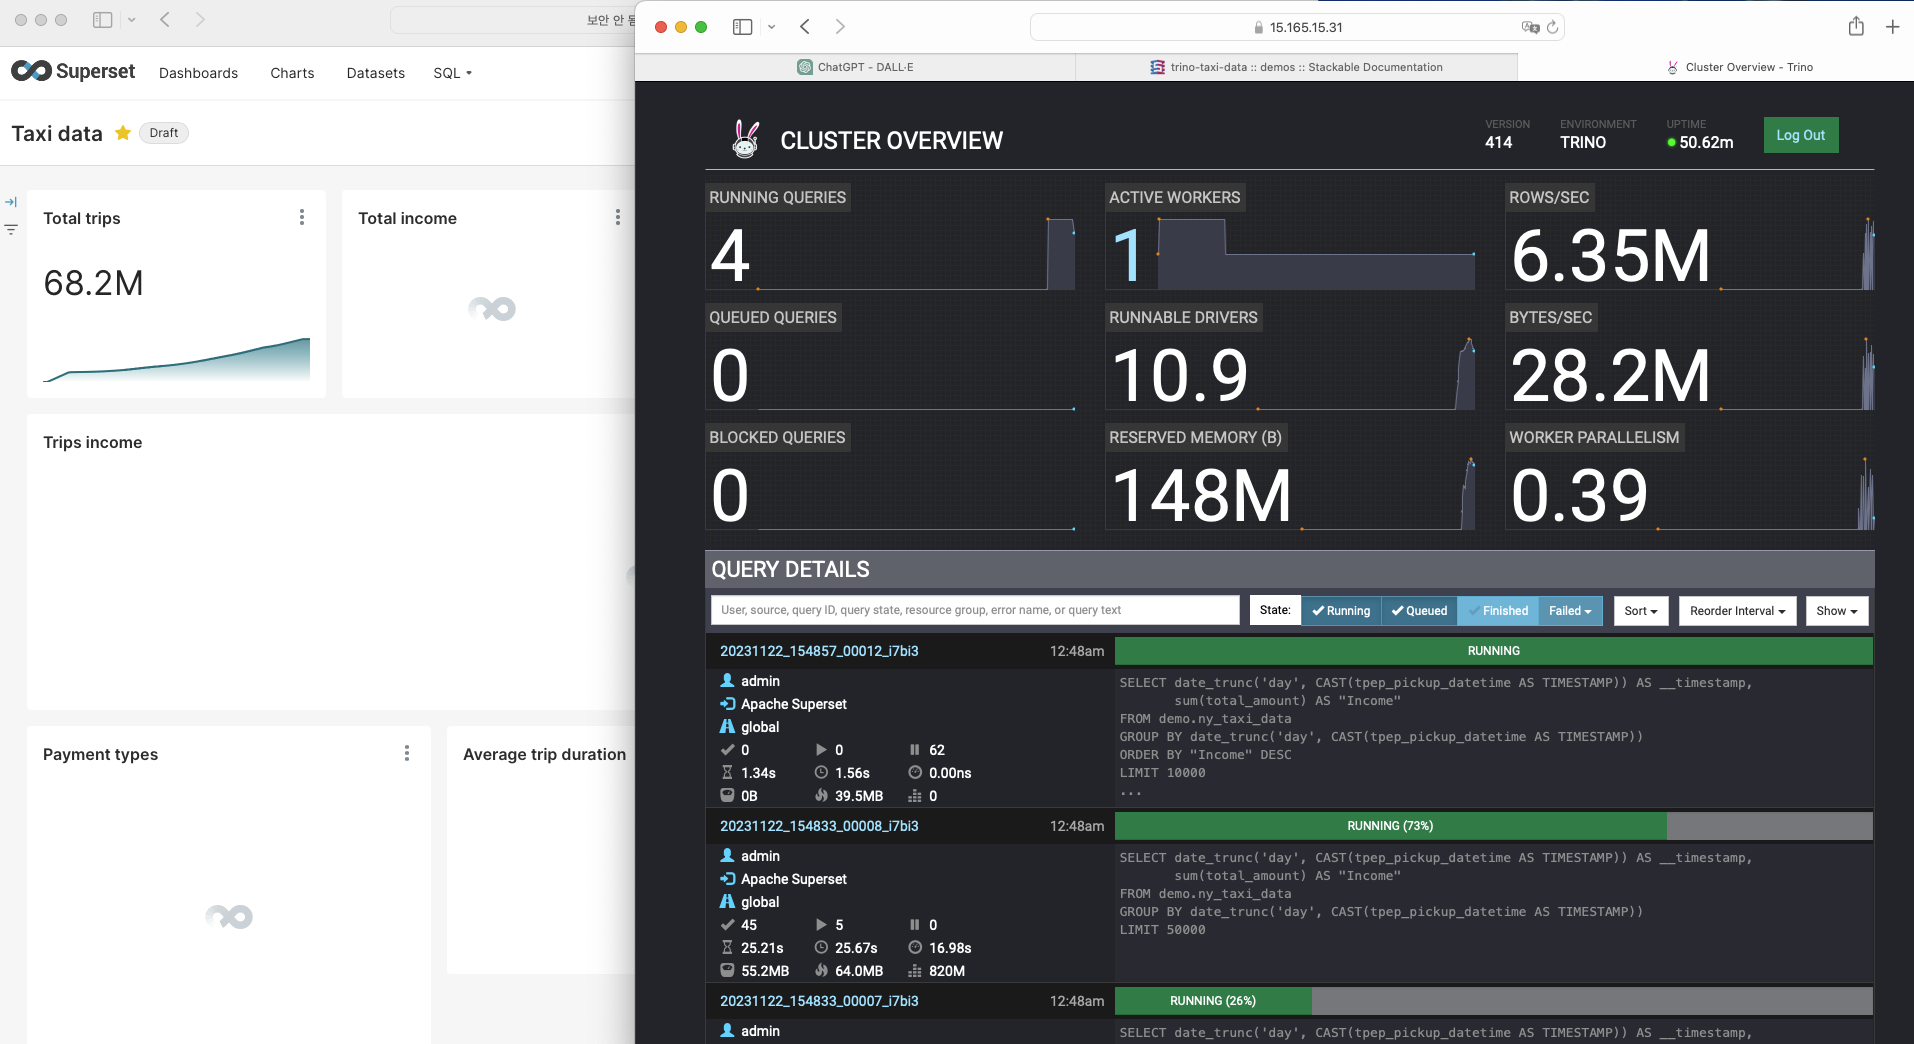 보안 안 됨
Superset
Dashboards
Charts
Datasets
SQL
Taxi data
Draft
Total trips
68.2M
Total income
Trips income
Payment types
Average trip duration
15.165.15.31
ChatGPT - DALL·E
trino-taxi-data :: demos :: Stackable Documentation
Cluster Overview - Trino
CLUSTER OVERVIEW
VERSION
414
ENVIRONMENT
TRINO
UPTIME
50.62m
Log Out
RUNNING QUERIES
4
ACTIVE WORKERS
1
ROWS/SEC
6.35M
QUEUED QUERIES
0
RUNNABLE DRIVERS
10.9
BYTES/SEC
28.2M
BLOCKED QUERIES
0
RESERVED MEMORY (B)
148M
WORKER PARALLELISM
0.39
QUERY DETAILS
User, source, query ID, query state, resource group, error name, or query text
State:
Running
Queued
Finished
Failed
Sort
Reorder Interval
Show
20231122_154857_00012_i7bi3
12:48am
RUNNING
admin
Apache Superset
global
0 0 62
1.34s 1.56s 0.00ns
0B 39.5MB 0
SELECT date_trunc('day', CAST(tpep_pickup_datetime AS TIMESTAMP)) AS __timestamp,
sum(total_amount) AS "Income"
FROM demo.ny_taxi_data
GROUP BY date_trunc('day', CAST(tpep_pickup_datetime AS TIMESTAMP))
ORDER BY "Income" DESC
LIMIT 10000
...
20231122_154833_00008_i7bi3
12:48am
RUNNING (73%)
admin
Apache Superset
global
45 5 0
25.21s 25.67s 16.98s
55.2MB 64.0MB 820M
SELECT date_trunc('day', CAST(tpep_pickup_datetime AS TIMESTAMP)) AS __timestamp,
sum(total_amount) AS "Income"
FROM demo.ny_taxi_data
GROUP BY date_trunc('day', CAST(tpep_pickup_datetime AS TIMESTAMP))
LIMIT 50000
20231122_154833_00007_i7bi3
12:48am
RUNNING (26%)
admin
SELECT date_trunc('day', CAST(tpep_pickup_datetime AS TIMESTAMP)) AS __timestamp,